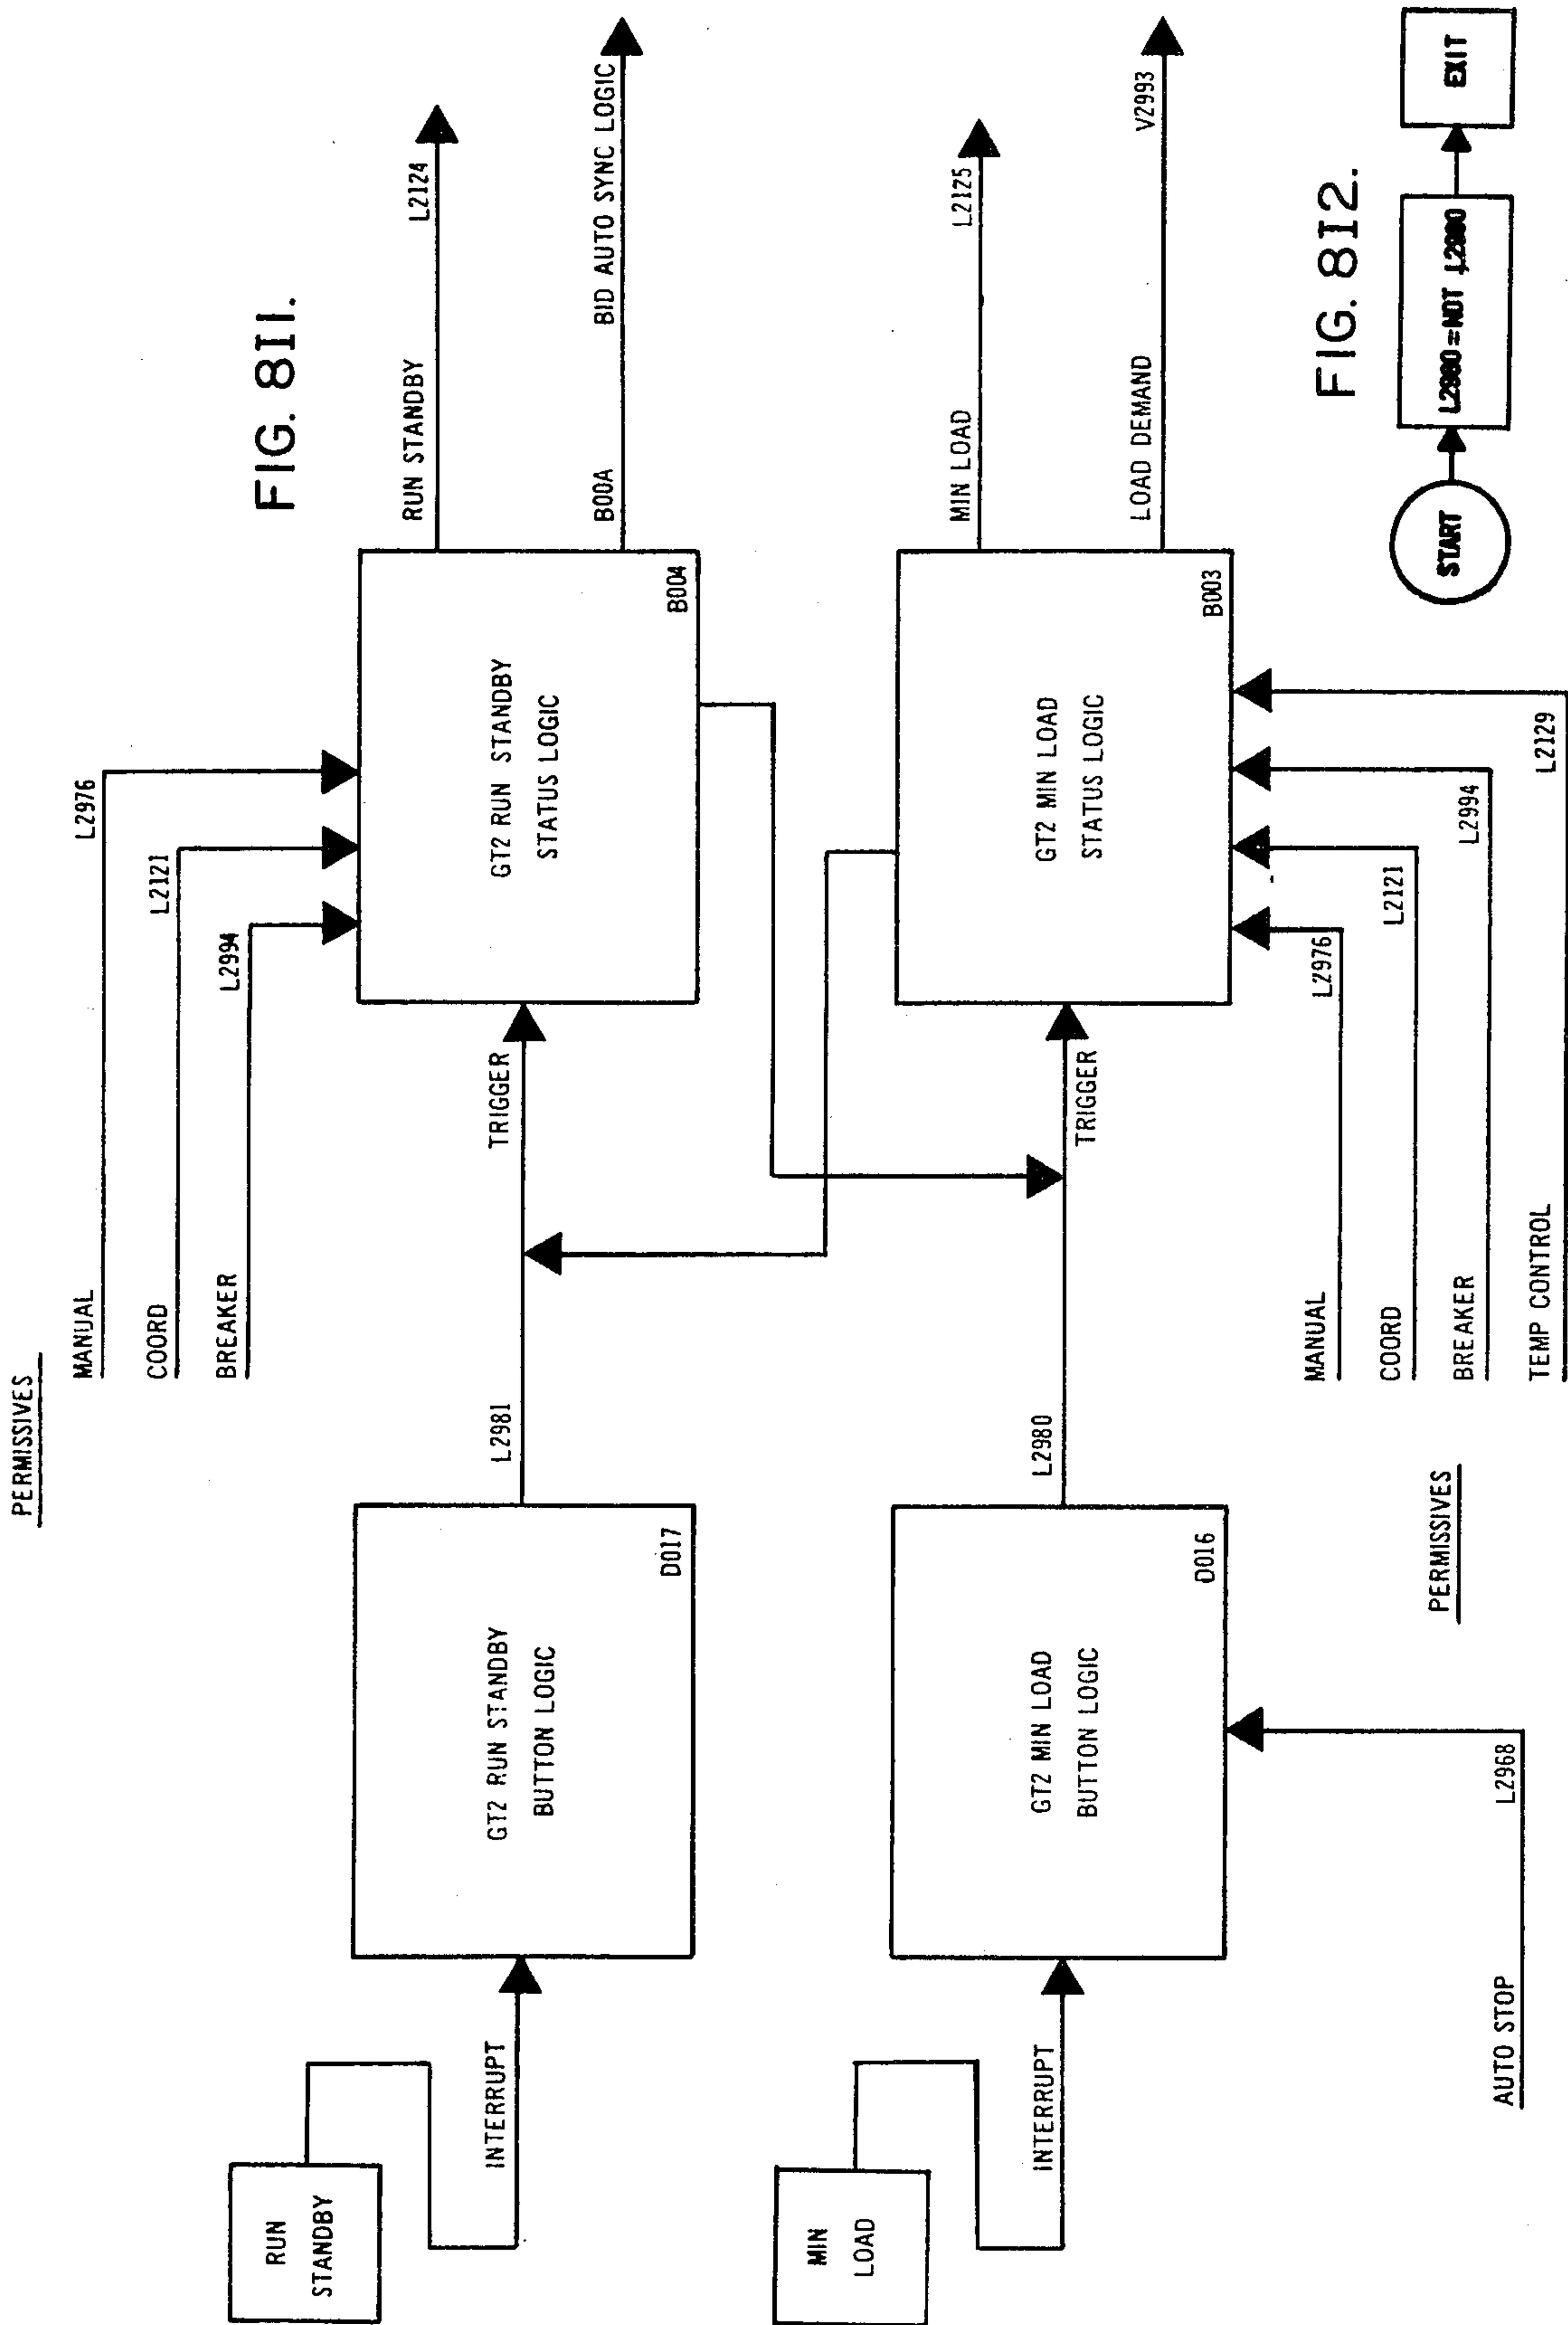 FIG. 8I1.
PERMISSIVES
MANUAL
L2976
COORD
L2121
BREAKER
L2994
RUN
STANDBY
INTERRUPT
GT2 RUN STANDBY
BUTTON LOGIC
D017
L2981
TRIGGER
GT2 RUN STANDBY
STATUS LOGIC
B004
RUN STANDBY
L2124
B00A
BID AUTO SYNC LOGIC
MIN
LOAD
INTERRUPT
GT2 MIN LOAD
BUTTON LOGIC
D016
L2980
TRIGGER
GT2 MIN LOAD
STATUS LOGIC
B003
MIN LOAD
L2125
LOAD DEMAND
V2993
AUTO STOP
L2968
PERMISSIVES
MANUAL
L2976
COORD
L2121
BREAKER
L2994
TEMP CONTROL
L2129
FIG. 8I2.
START
L2980=NOT L2980
EXIT